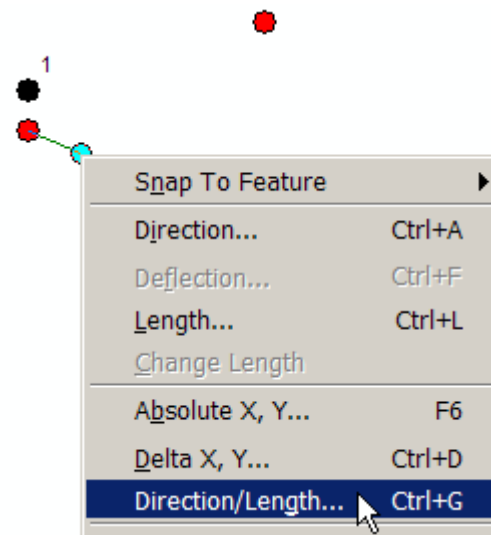 1
Snap To Feature
Direction... Ctrl+A
Deflection... Ctrl+F
Length... Ctrl+L
Change Length
Absolute X, Y... F6
Delta X, Y... Ctrl+D
Direction/Length... Ctrl+G